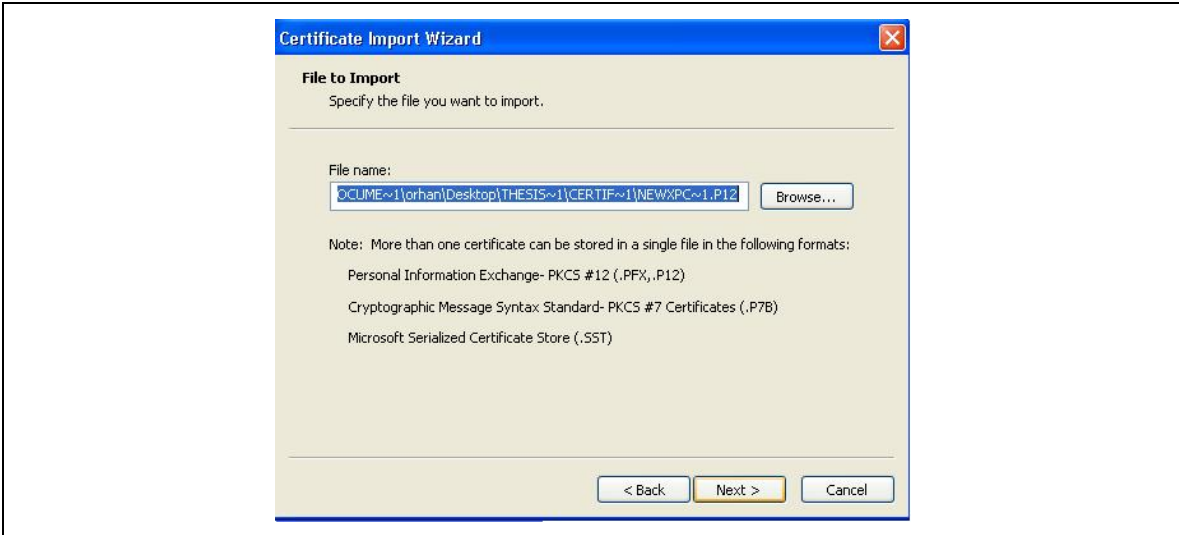 Certificate Import Wizard
File to Import
Specify the file you want to import.
File name:
OCUME~1\orhan\Desktop\THESIS~1\CERTIF~1\NEWXPC~1.P12
Browse...
Note: More than one certificate can be stored in a single file in the following formats:
Personal Information Exchange- PKCS #12 (.PFX,.P12)
Cryptographic Message Syntax Standard- PKCS #7 Certificates (.P7B)
Microsoft Serialized Certificate Store (.SST)
< Back Next > Cancel